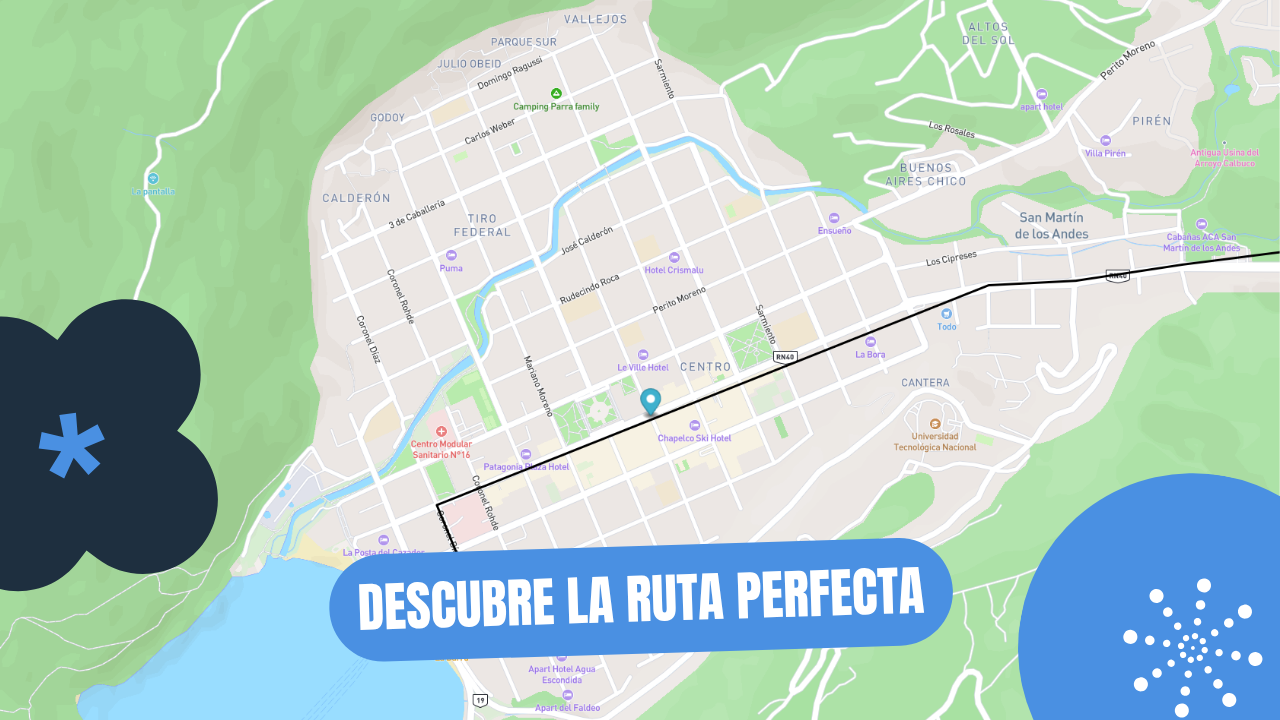 VALLEJOS
PARQUE SUR
JULIO OBEID
Domingo Ragussi
Sarmiento
ALTOS
DEL SOL
Perito Moreno
Camping Parra family
apart hotel
GODOY
Carlos Weber
Los Rosales
PIRÉN
Villa Pirén
Antigua Usina del
Arroyo Calbuco
La pantalla
BUENOS
AIRES CHICO
CALDERÓN
3 de Caballería
TIRO
FEDERAL
San Martín
de los Andes
Ensueño
José Calderón
Cabañas ACA San
Martín de los Andes
Puma
Hotel Crismalu
Los Cipreses
RN40
Coronel Rohde
Rudecindo Roca
Perito Moreno
Sarmiento
Todo
Coronel Díaz
RN40
La Bora
Le Ville Hotel
CENTRO
Mariano Moreno
CANTERA
Chapelco Ski Hotel
Universidad
Tecnológica Nacional
Centro Modular
Sanitario N°16
Patagonia Plaza Hotel
Coronel Rohde
La Posta del Cazador
DESCUBRE LA RUTA PERFECTA
Apart Hotel Agua
Escondida
19
Apart del Faldeo